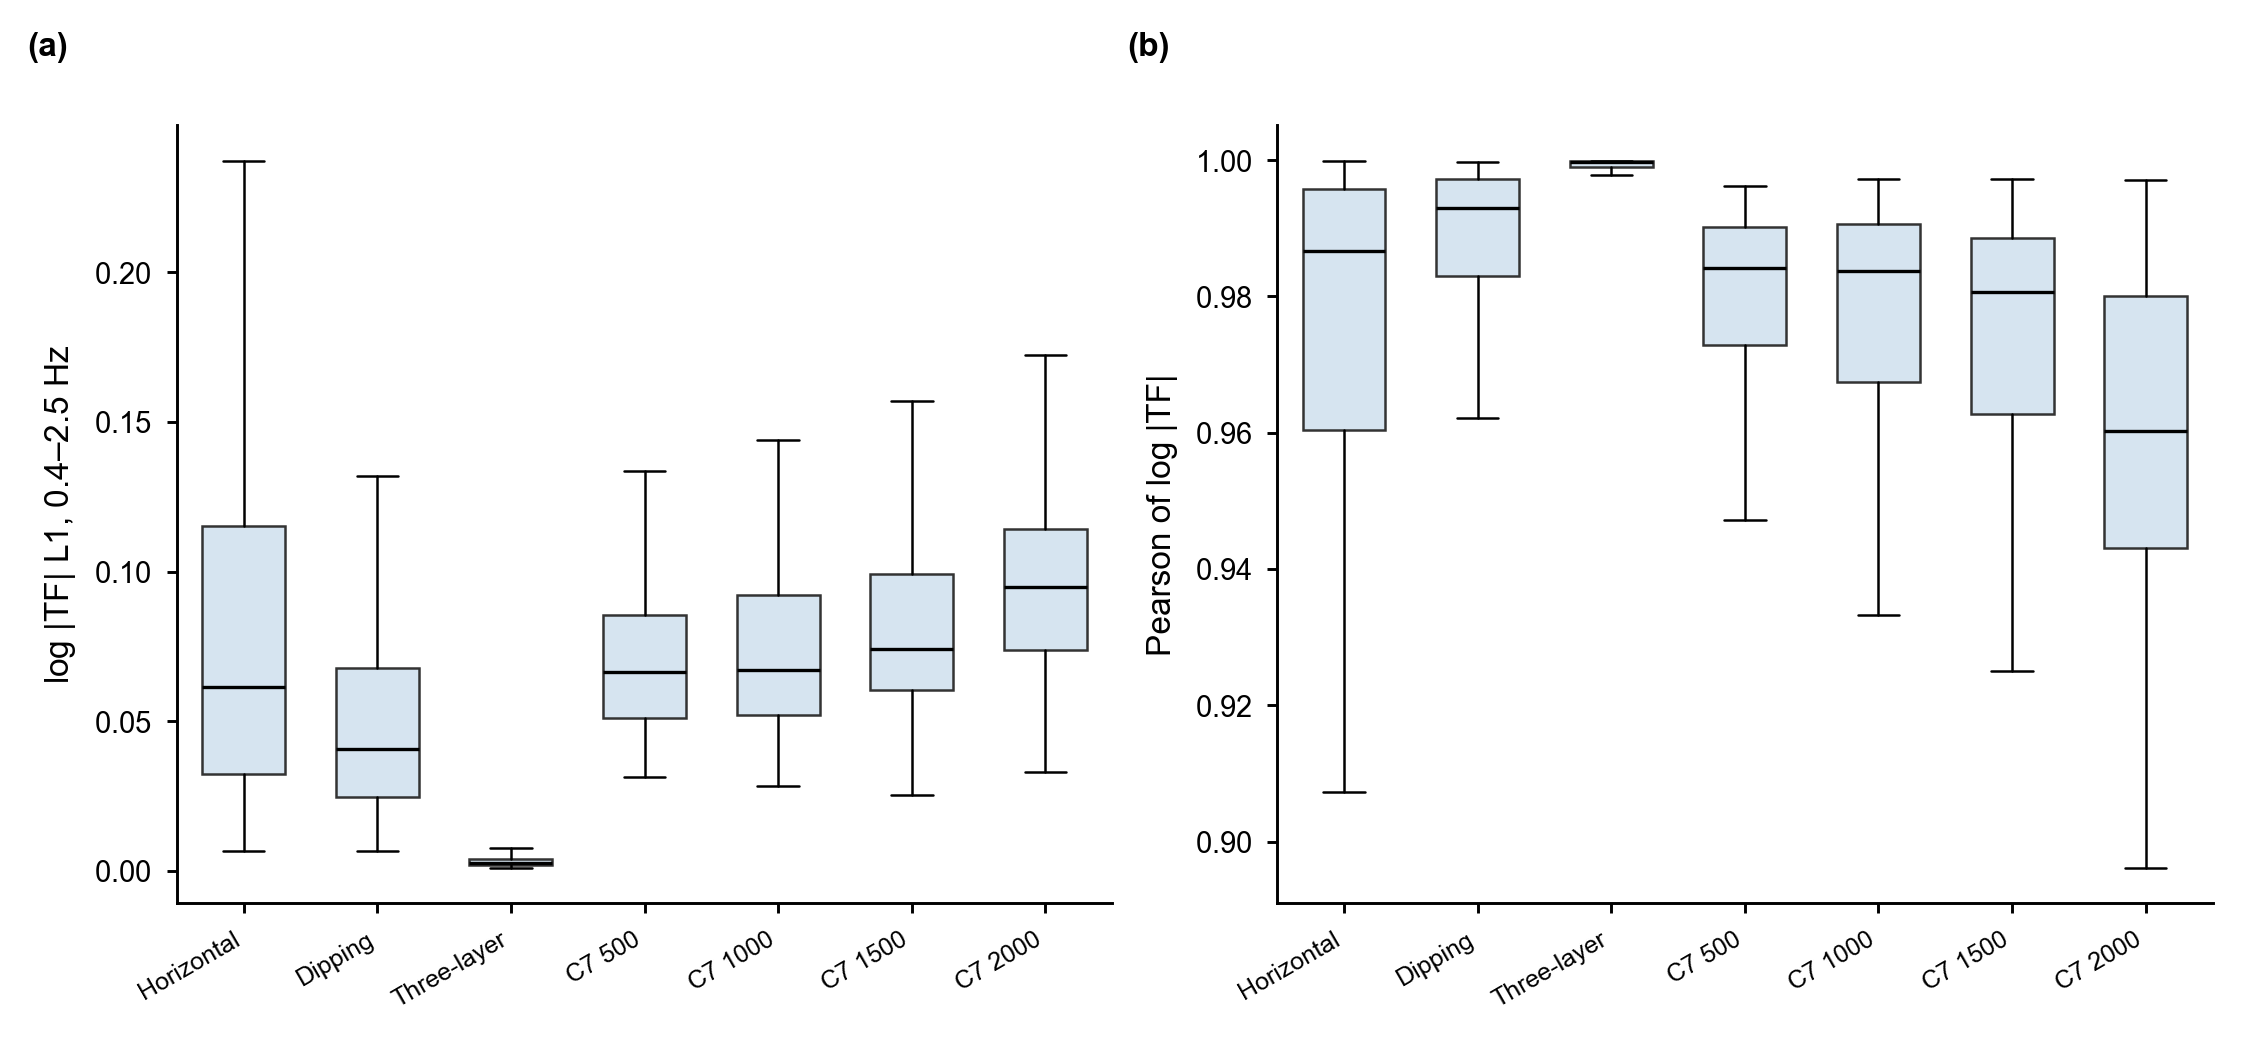 (a)
log |TF| L1, 0.4–2.5 Hz
0.20
0.15
0.10
0.05
0.00
Horizontal
Dipping
Three-layer
C7 500
C7 1000
C7 1500
C7 2000
(b)
Pearson of log |TF|
1.00
0.98
0.96
0.94
0.92
0.90
Horizontal
Dipping
Three-layer
C7 500
C7 1000
C7 1500
C7 2000